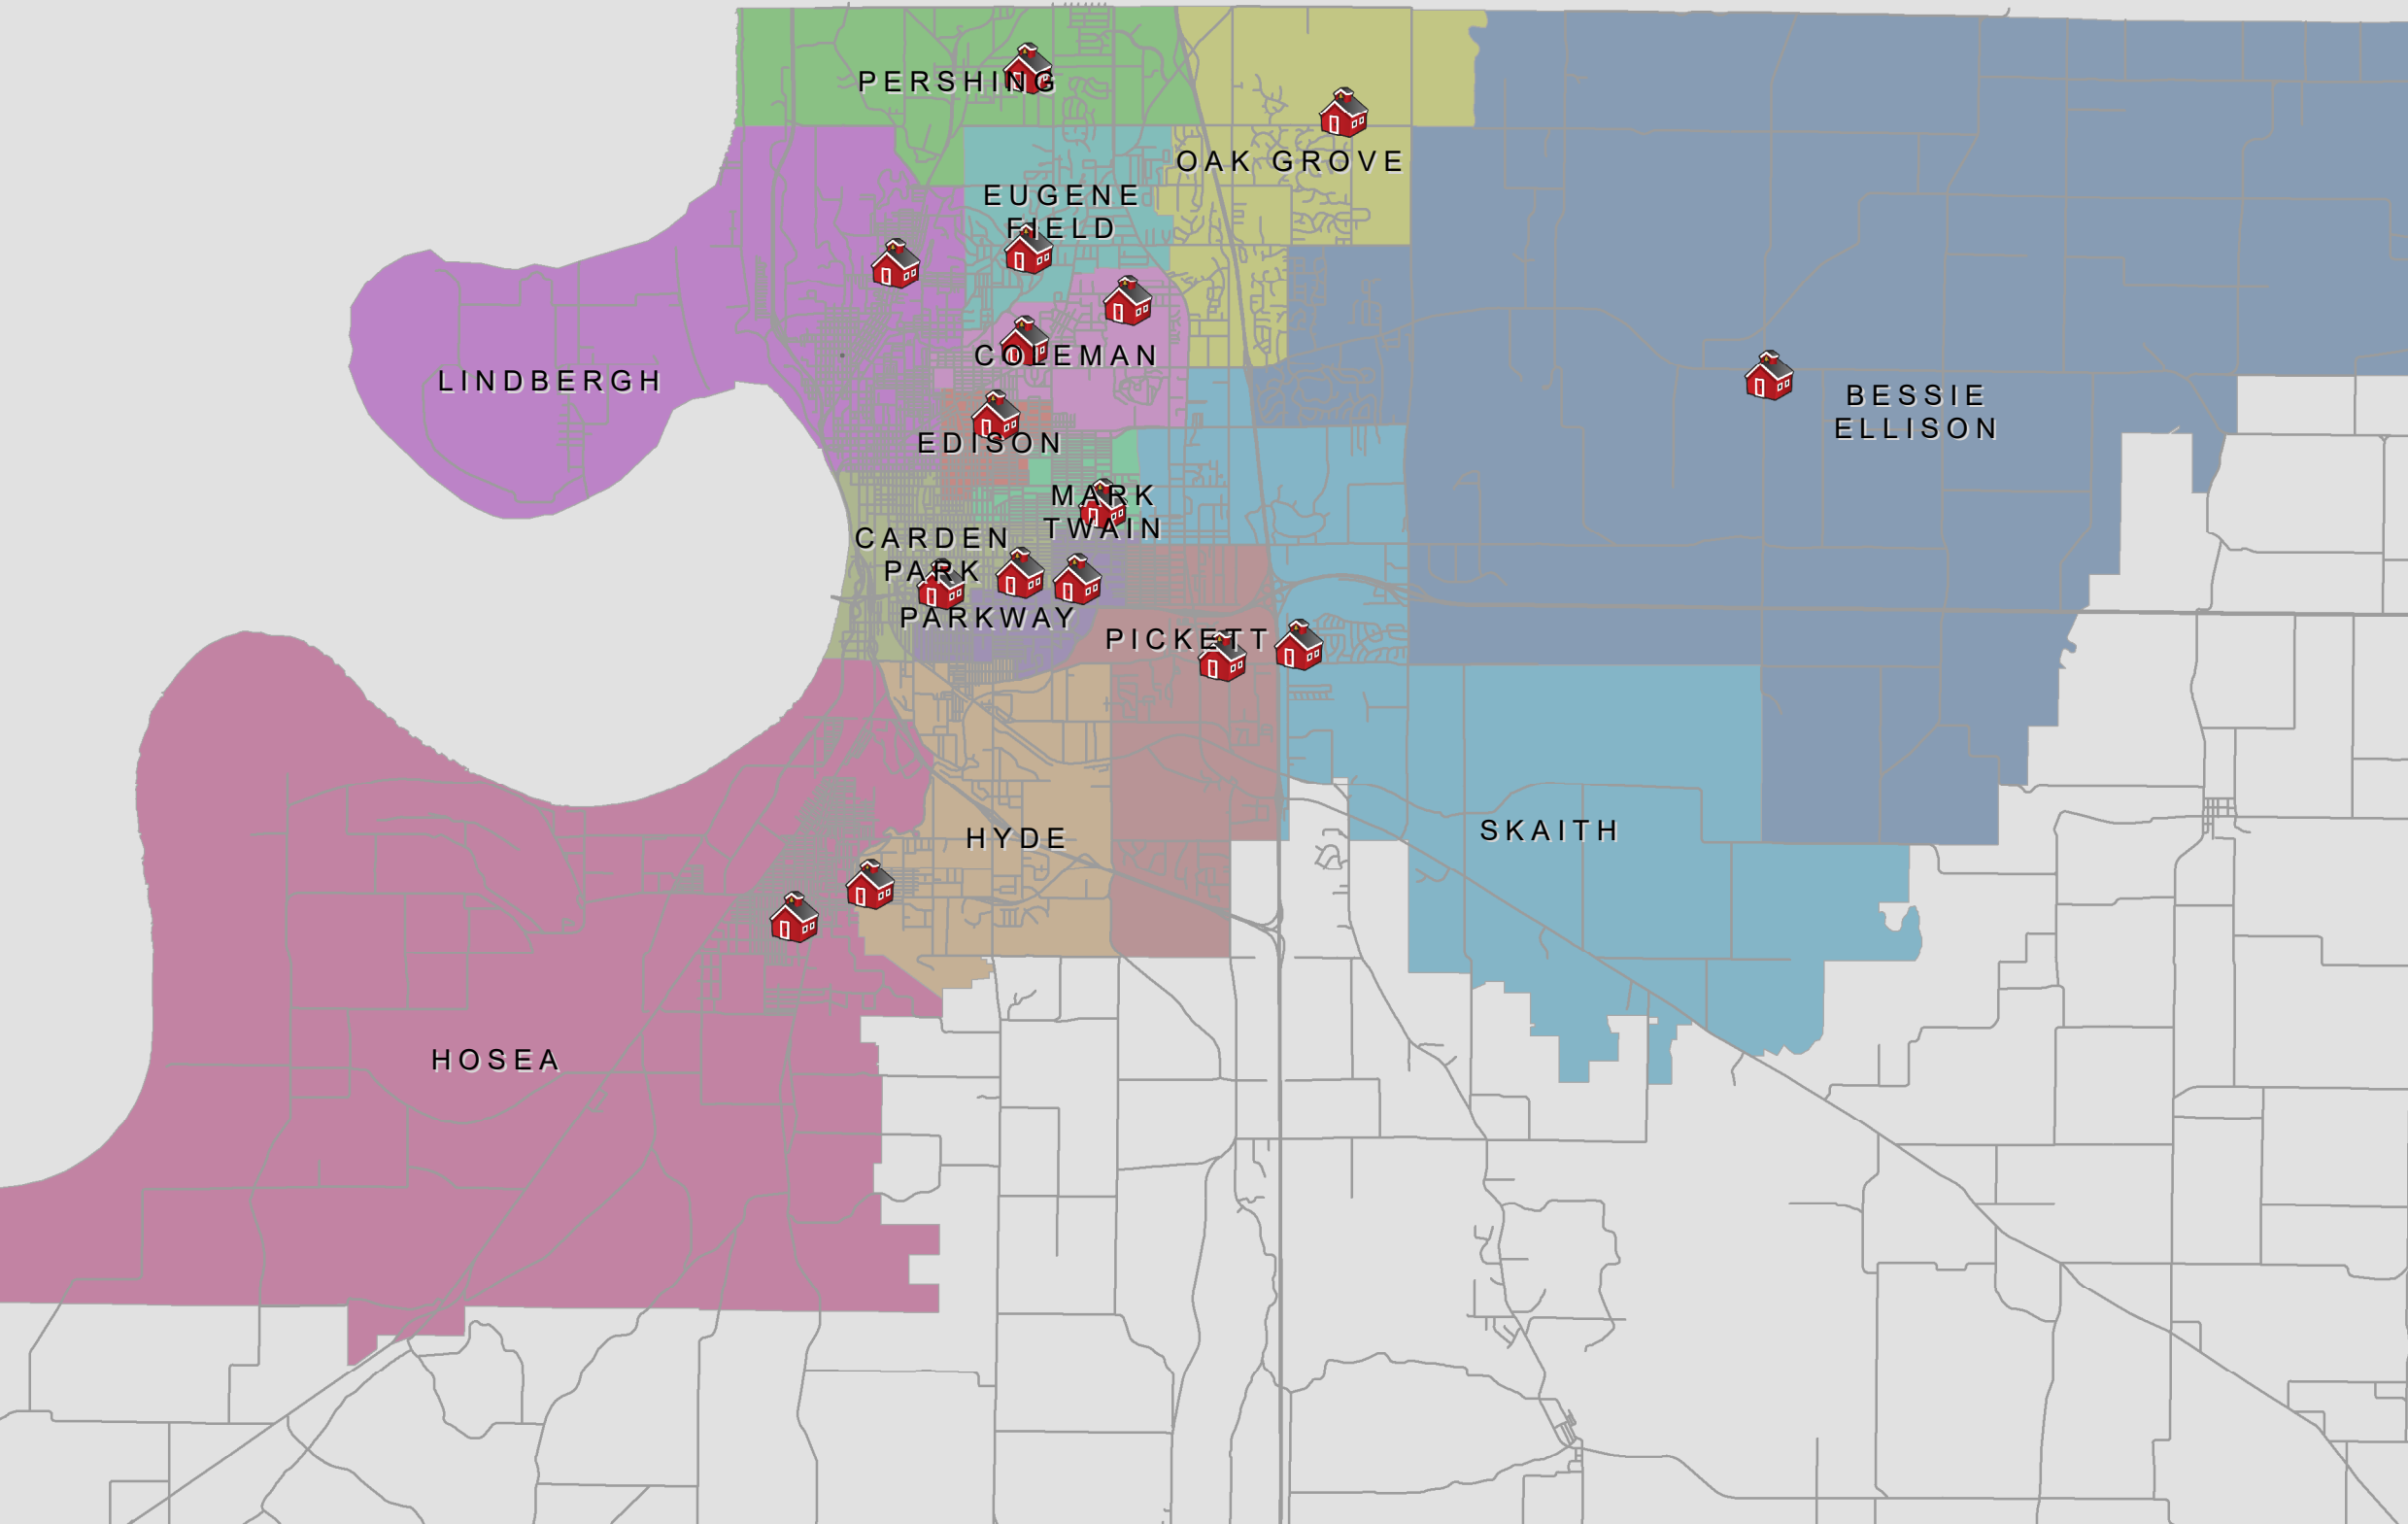 PERSHING
OAK GROVE
EUGENE
FIELD
COLEMAN
LINDBERGH
BESSIE
ELLISON
EDISON
MARK
TWAIN
CARDEN
PARK
PARKWAY
PICKETT
SKAITH
HYDE
HOSEA